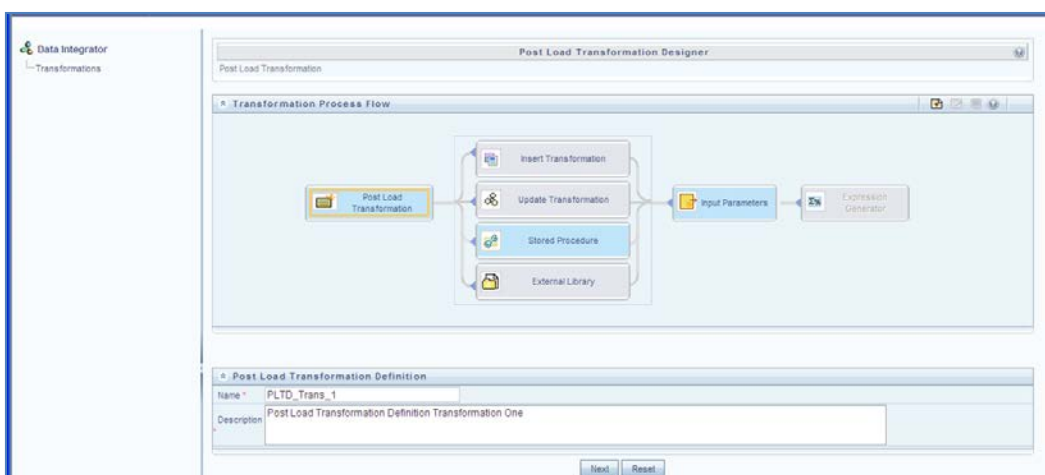 Data Integrator
Transformations
Post Load Transformation Designer
Post Load Transformation
Transformation Process Flow
Insert Transformation
Post Load
Transformation
Update Transformation
Input Parameters
Expression
Generator
Stored Procedure
External Library
Post Load Transformation Definition
Name * PLTD_Trans_1
Description * Post Load Transformation Definition Transformation One
Next Reset